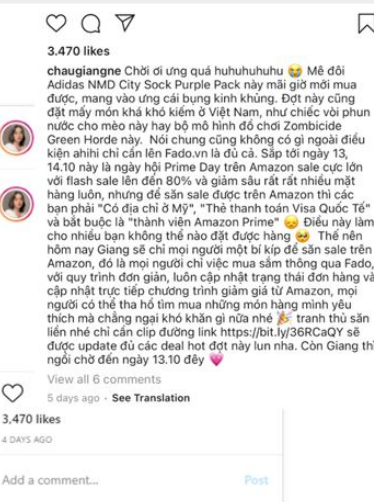 3.470 likes
chaugiangne Chời ơi ưng quá huhuhuhuhu 😭 Mê đôi
Adidas NMD City Sock Purple Pack này mãi giờ mới mua
được, mang vào ưng cái bụng kinh khủng. Đợt này cũng
đặt mấy món khá khó kiếm ở Việt Nam, như chiếc vòi phun
nước cho mèo này hay bộ mô hình đồ chơi Zombicide
Green Horde này. Nói chung cũng không có gì ngoài điều
kiện ahihi chỉ cần lên Fado.vn là đủ cả. Sắp tới ngày 13,
14.10 này là ngày hội Prime Day trên Amazon sale cực lớn
với flash sale lên đến 80% và giảm sâu rất rất nhiều mặt
hàng luôn, nhưng để săn sale được trên Amazon thì các
bạn phải "Có địa chỉ ở Mỹ", "Thẻ thanh toán Visa Quốc Tế"
và bắt buộc là "thành viên Amazon Prime" 😞 Điều này làm
cho nhiều bạn không thể nào đặt được hàng 🥺 Thế nên
hôm nay Giang sẽ chỉ mọi người một bí kíp để săn sale trên
Amazon, đó là mọi người chỉ việc mua sắm thông qua Fado,
với quy trình đơn giản, luôn cập nhật trạng thái đơn hàng và
cập nhật trực tiếp chương trình giảm giá từ Amazon, mọi
người có thể tha hồ tìm mua những món hàng mình yêu
thích mà chẳng ngại khó khăn gì nữa nhé 🎉 tranh thủ săn
liền nhé chỉ cần clip đường link https://bit.ly/36RCaQY sẽ
được update đủ các deal hot đợt này lun nha. Còn Giang thì
ngồi chờ đến ngày 13.10 đêy 💗
View all 6 comments
5 days ago · See Translation
3,470 likes
4 DAYS AGO
Add a comment... Post